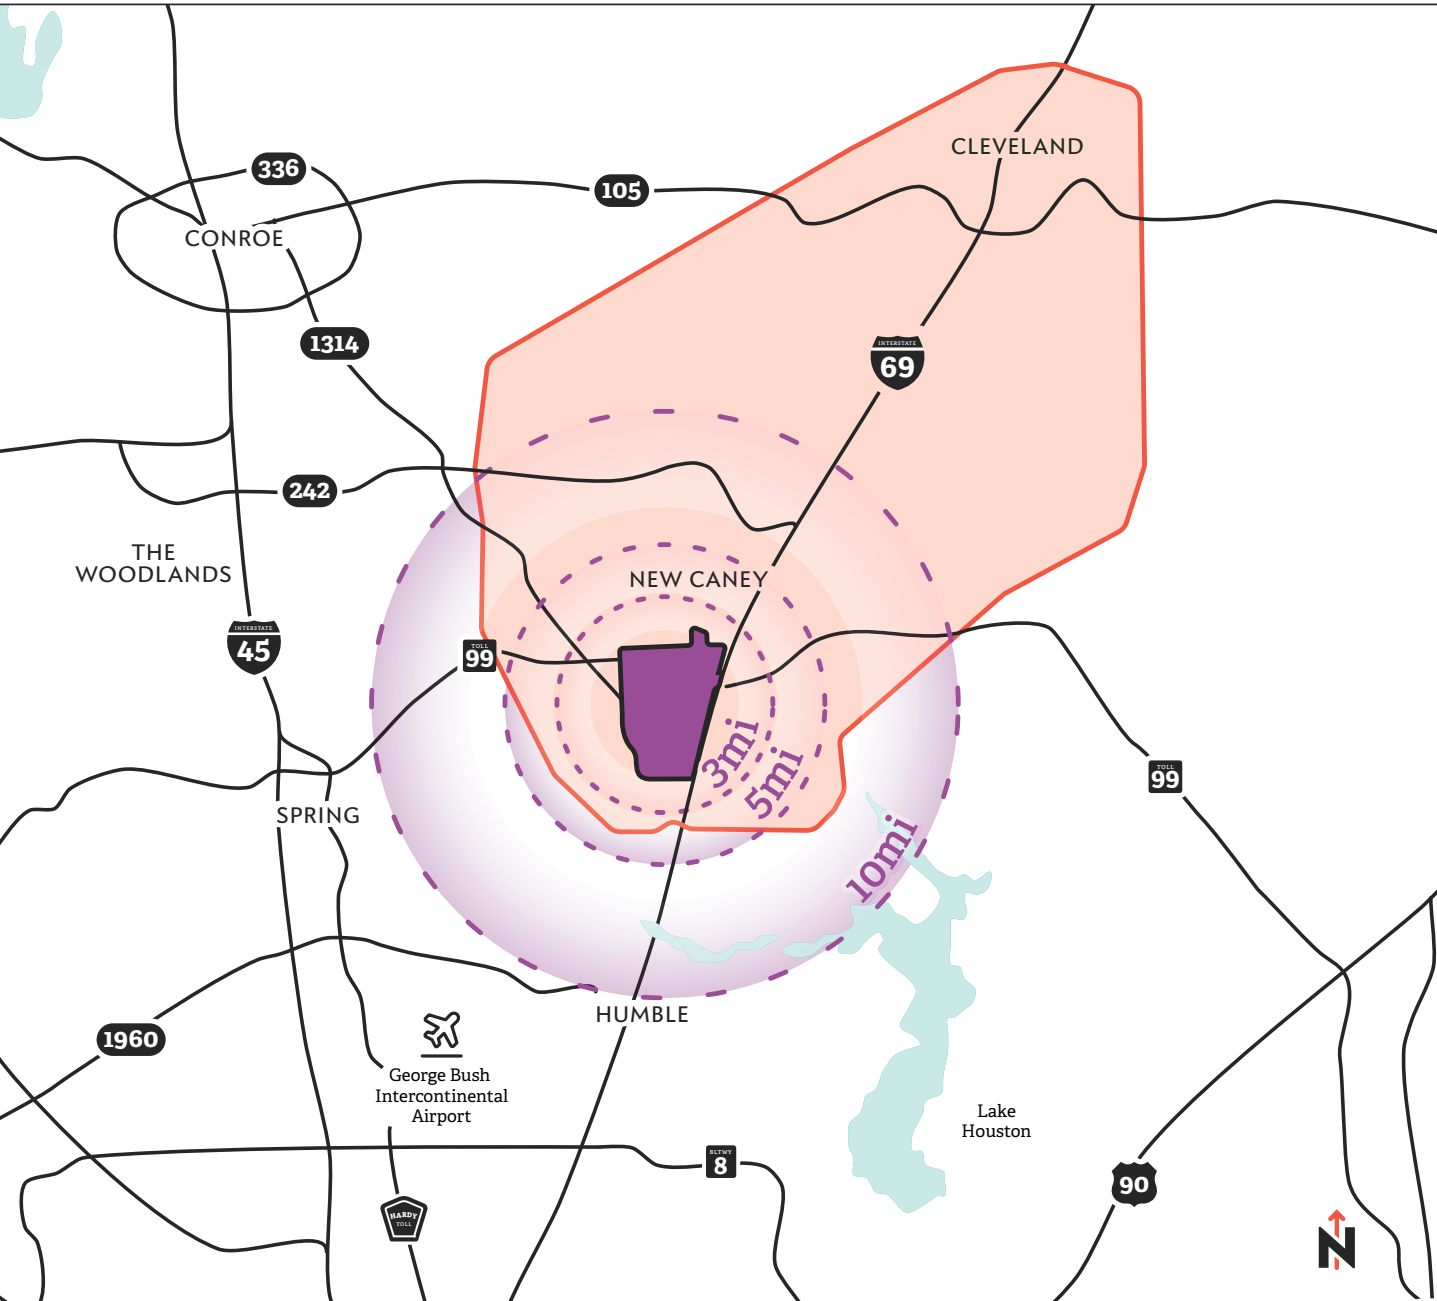 CLEVELAND
336
105
CONROE
1314
INTERSTATE
69
242
THE
WOODLANDS
NEW CANEY
INTERSTATE
45
TOLL
99
3mi
5mi
TOLL
99
SPRING
10mi
HUMBLE
1960
George Bush
Intercontinental
Airport
Lake
Houston
BLTWY
8
90
HARDY
TOLL
N